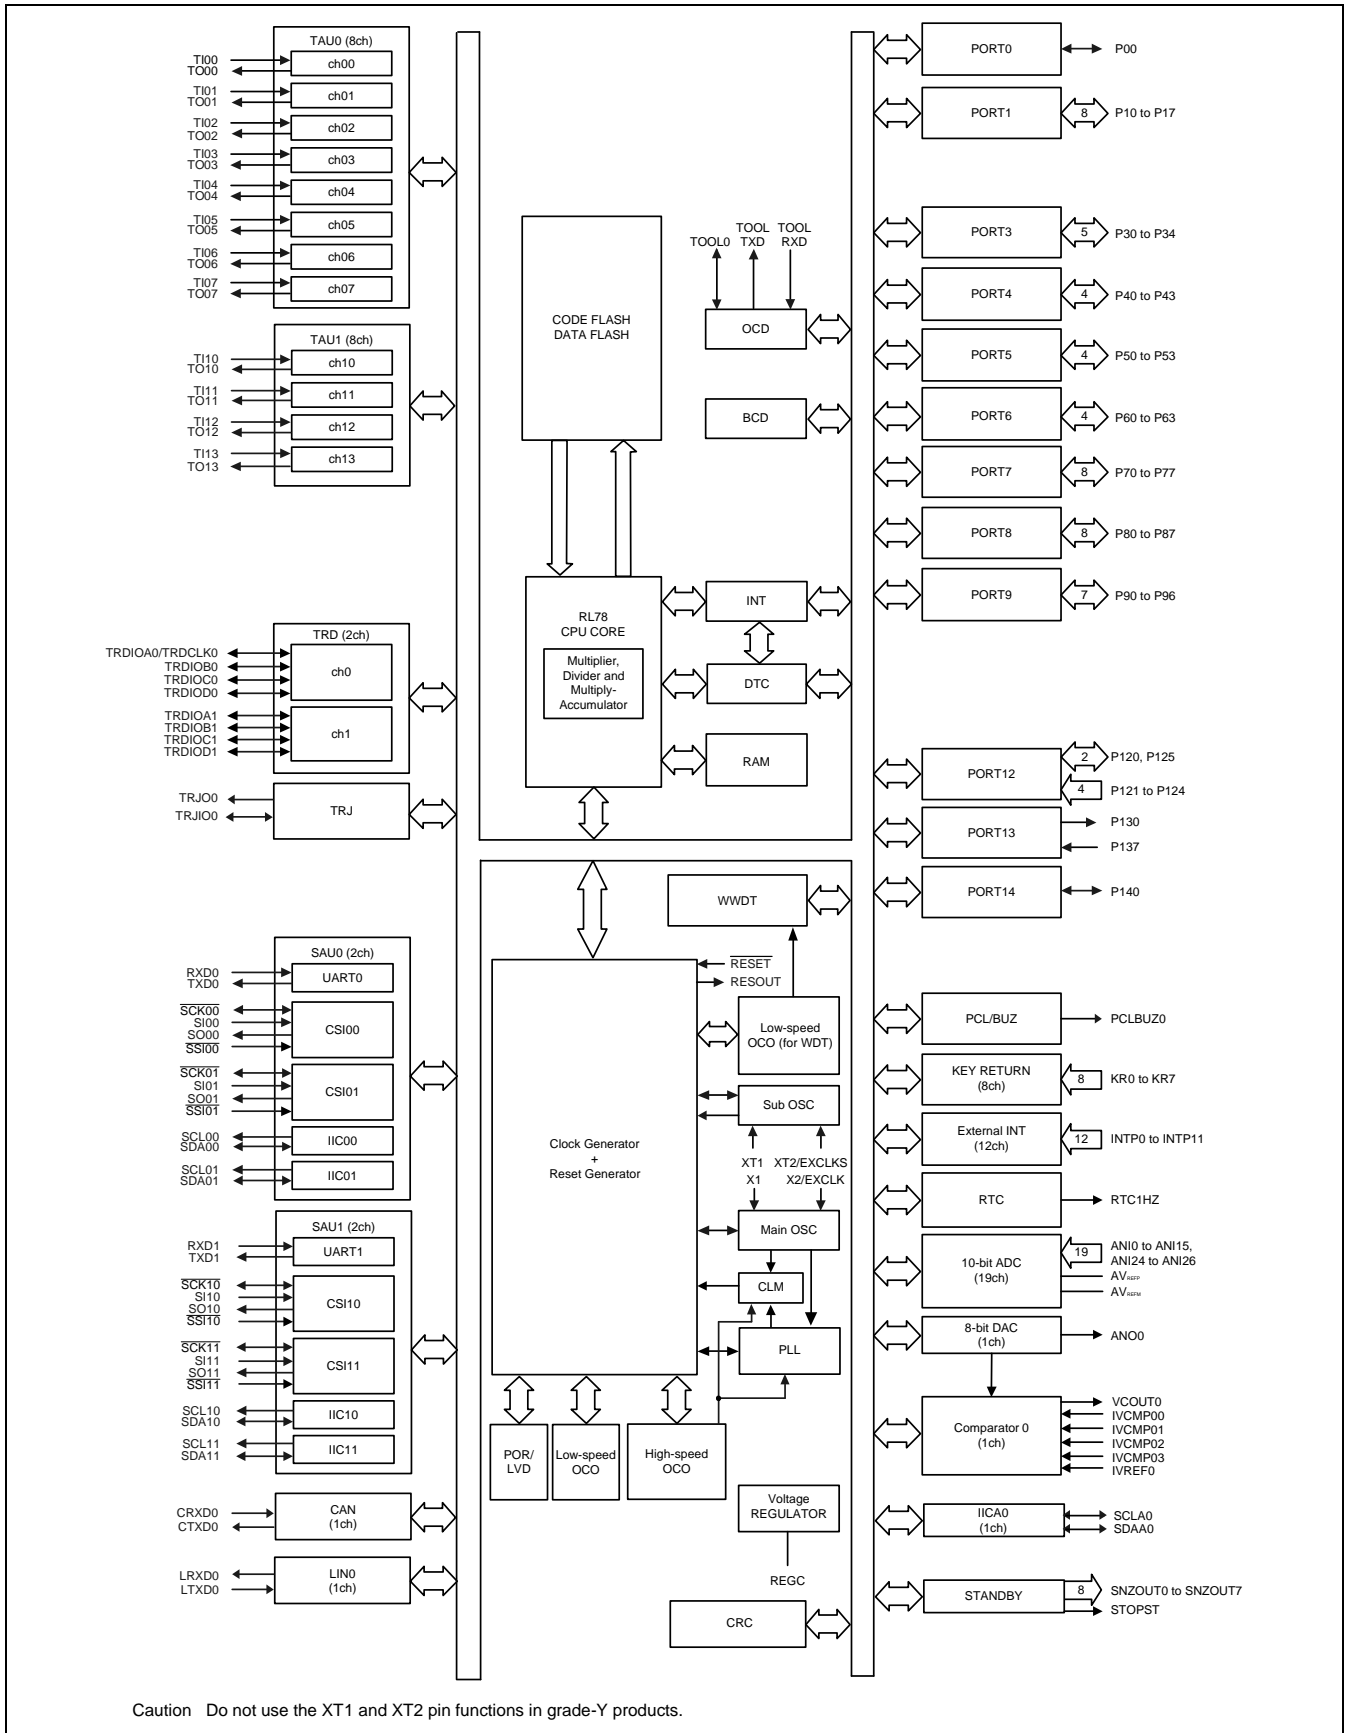 TAU0 (8ch)
TI00
TO00
ch00
TI01
TO01
ch01
TI02
TO02
ch02
TI03
TO03
ch03
TI04
TO04
ch04
TI05
TO05
ch05
TI06
TO06
ch06
TI07
TO07
ch07
TAU1 (8ch)
TI10
TO10
ch10
TI11
TO11
ch11
TI12
TO12
ch12
TI13
TO13
ch13
TRD (2ch)
TRDIOA0/TRDCLK0
TRDIOB0
TRDIOC0
TRDIOD0
ch0
TRDIOA1
TRDIOB1
TRDIOC1
TRDIOD1
ch1
TRJO0
TRJIO0
TRJ
SAU0 (2ch)
RXD0
TXD0
UART0
SCK00
SI00
SO00
SSI00
CSI00
SCK01
SI01
SO01
SSI01
CSI01
SCL00
SDA00
IIC00
SCL01
SDA01
IIC01
SAU1 (2ch)
RXD1
TXD1
UART1
SCK10
SI10
SO10
SSI10
CSI10
SCK11
SI11
SO11
SSI11
CSI11
SCL10
SDA10
IIC10
SCL11
SDA11
IIC11
CRXD0
CTXD0
CAN
(1ch)
LRXD0
LTXD0
LIN0
(1ch)
CODE FLASH
DATA FLASH
TOOL0
TOOL
TXD
TOOL
RXD
OCD
BCD
RL78
CPU CORE
Multiplier,
Divider and
Multiply-
Accumulator
INT
DTC
RAM
WWDT
RESET
RESOUT
Low-speed
OCO (for WDT)
Clock Generator
+
Reset Generator
Sub OSC
XT1
X1
XT2/EXCLKS
X2/EXCLK
Main OSC
CLM
PLL
POR/
LVD
Low-speed
OCO
High-speed
OCO
Voltage
REGULATOR
REGC
CRC
PORT0
P00
PORT1
8
P10 to P17
PORT3
5
P30 to P34
PORT4
4
P40 to P43
PORT5
4
P50 to P53
PORT6
4
P60 to P63
PORT7
8
P70 to P77
PORT8
8
P80 to P87
PORT9
7
P90 to P96
PORT12
2
P120, P125
4
P121 to P124
PORT13
P130
P137
PORT14
P140
PCL/BUZ
PCLBUZ0
KEY RETURN
(8ch)
8
KR0 to KR7
External INT
(12ch)
12
INTP0 to INTP11
RTC
RTC1HZ
10-bit ADC
(19ch)
19
ANI0 to ANI15,
ANI24 to ANI26
AVREFP
AVREFM
8-bit DAC
(1ch)
ANO0
Comparator 0
(1ch)
VCOUT0
IVCMP00
IVCMP01
IVCMP02
IVCMP03
IVREF0
IICA0
(1ch)
SCLA0
SDAA0
STANDBY
8
SNZOUT0 to SNZOUT7
STOPST
Caution Do not use the XT1 and XT2 pin functions in grade-Y products.